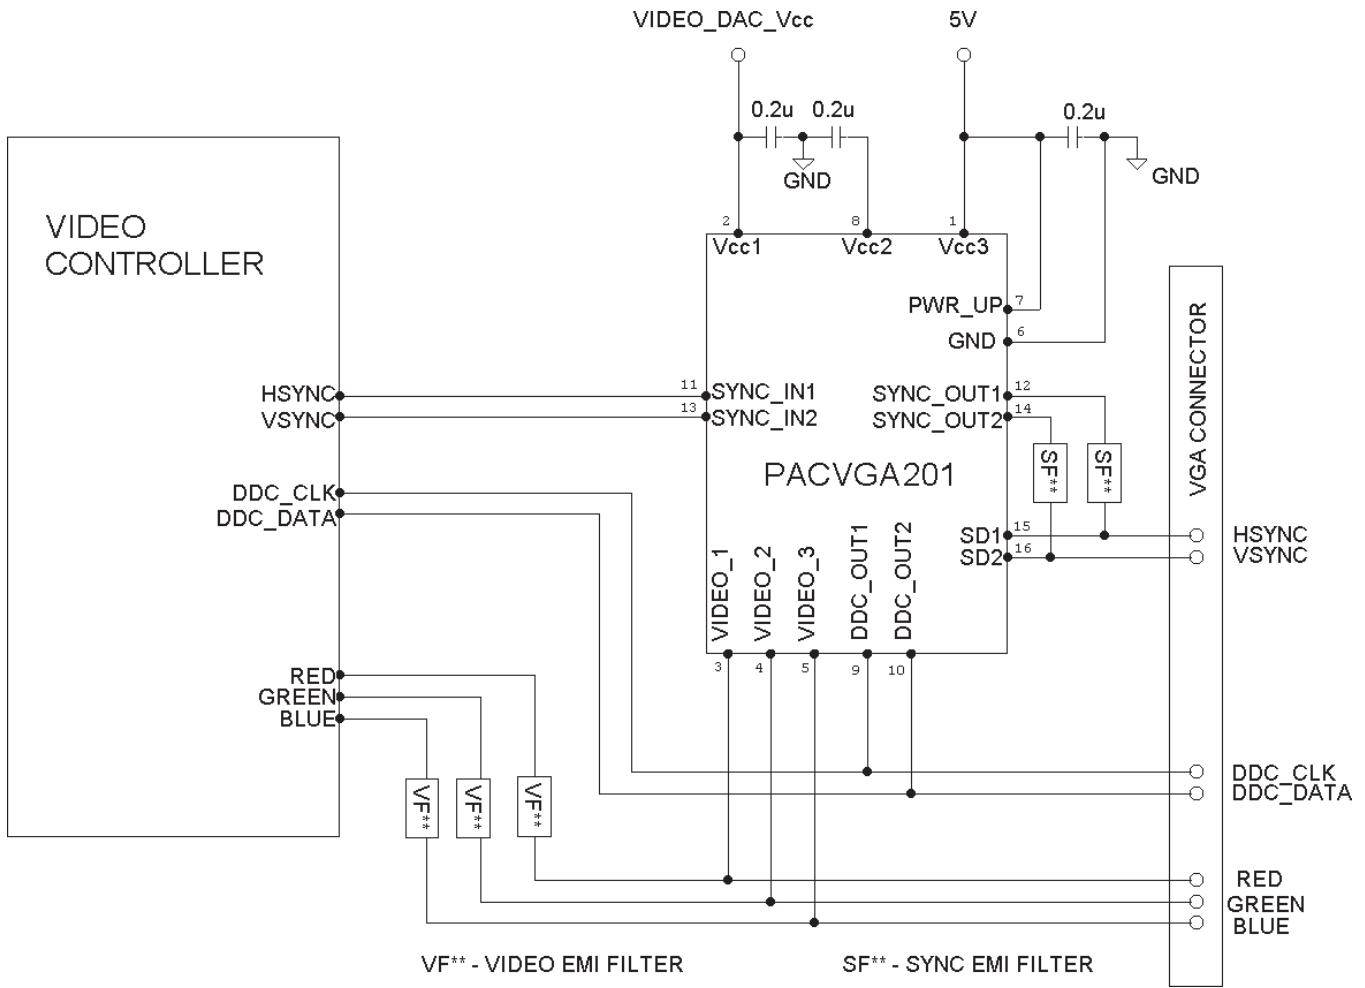 VIDEO_DAC_Vcc
5V
0.2u
0.2u
0.2u
GND
GND
VIDEO
CONTROLLER
2
8
1
Vcc1
Vcc2
Vcc3
PWR_UP
7
GND
6
HSYNC
VSYNC
11
13
SYNC_IN1
SYNC_IN2
SYNC_OUT1
12
SYNC_OUT2
14
PACVGA201
SF**
SF**
VGA CONNECTOR
DDC_CLK
DDC_DATA
SD1
15
SD2
16
HSYNC
VSYNC
VIDEO_1
VIDEO_2
VIDEO_3
DDC_OUT1
DDC_OUT2
3
4
5
9
10
RED
GREEN
BLUE
VF**
VF**
VF**
DDC_CLK
DDC_DATA
RED
GREEN
BLUE
VF** - VIDEO EMI FILTER
SF** - SYNC EMI FILTER